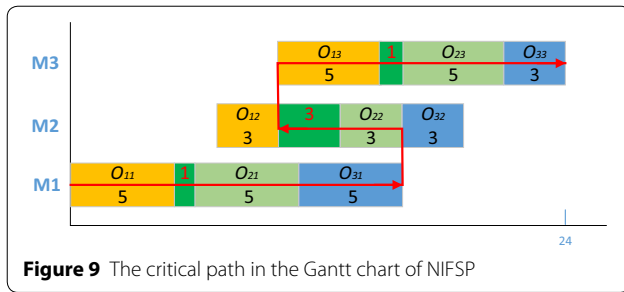 M3
O13 1 O23 O33
5 5 3
M2
O12 3 O22 O32
3 3 3
M1
O11 1 O21 O31
5 5 5
24
Figure 9 The critical path in the Gantt chart of NIFSP